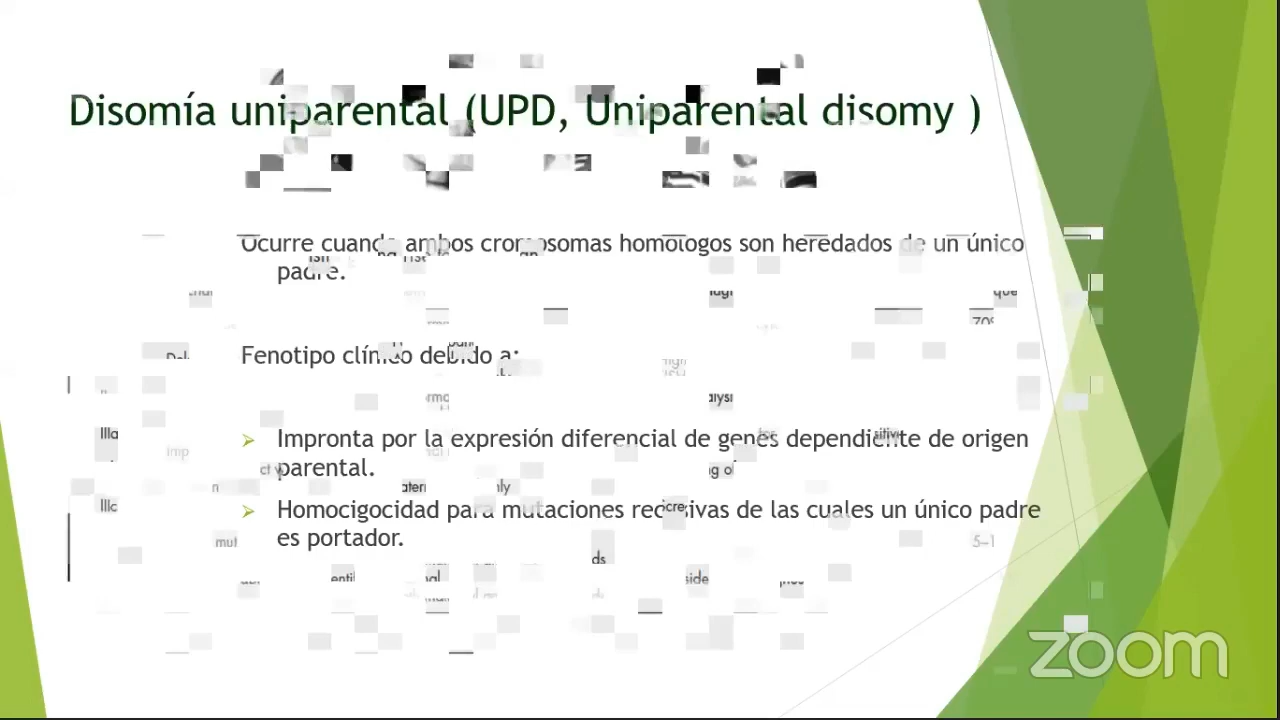 Disomía uniparental (UPD, Uniparental disomy )
Ocurre cuando ambos cromosomas homólogos son heredados de un único
padre.
Fenotipo clínico debido a:
Impronta por la expresión diferencial de genes dependiente de origen
parental.
Homocigocidad para mutaciones recesivas de las cuales un único padre
es portador.
zoom